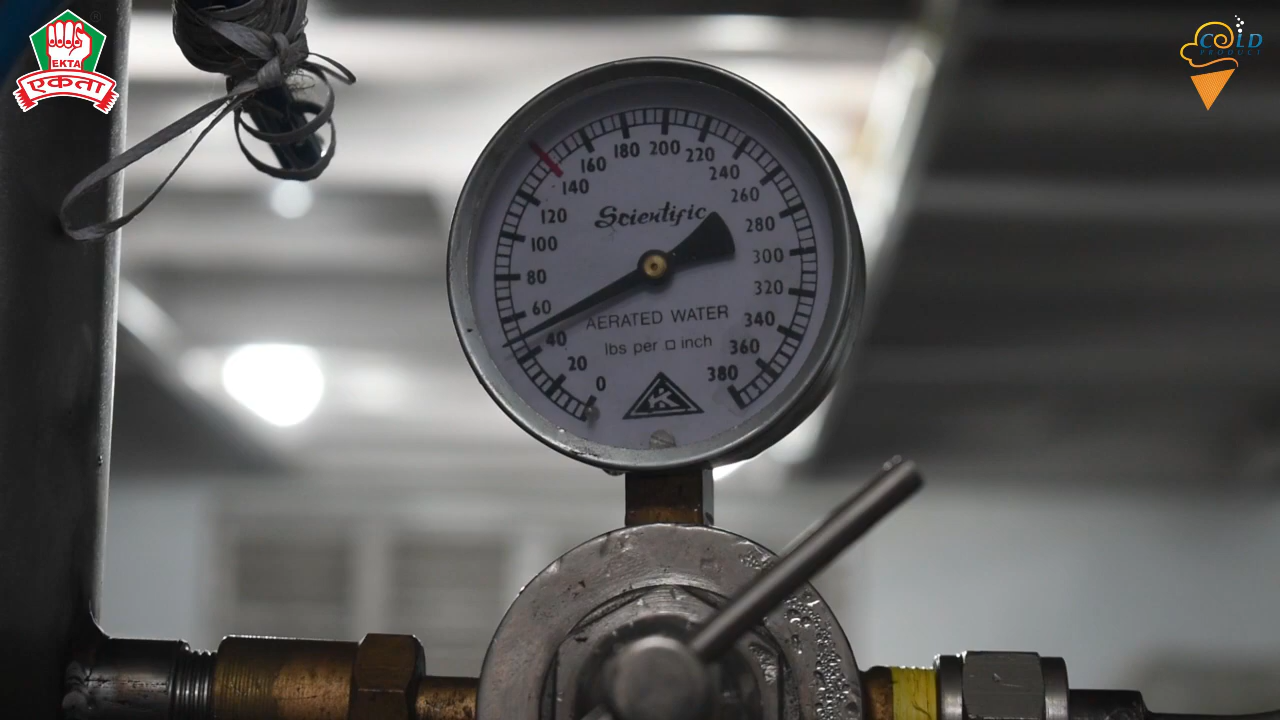 EKTA
एकता
COLD
PRODUCT
0
20
40
60
80
100
120
140
160
180
200
220
240
260
280
300
320
340
360
380
Scientific
AERATED WATER
lbs per □ inch